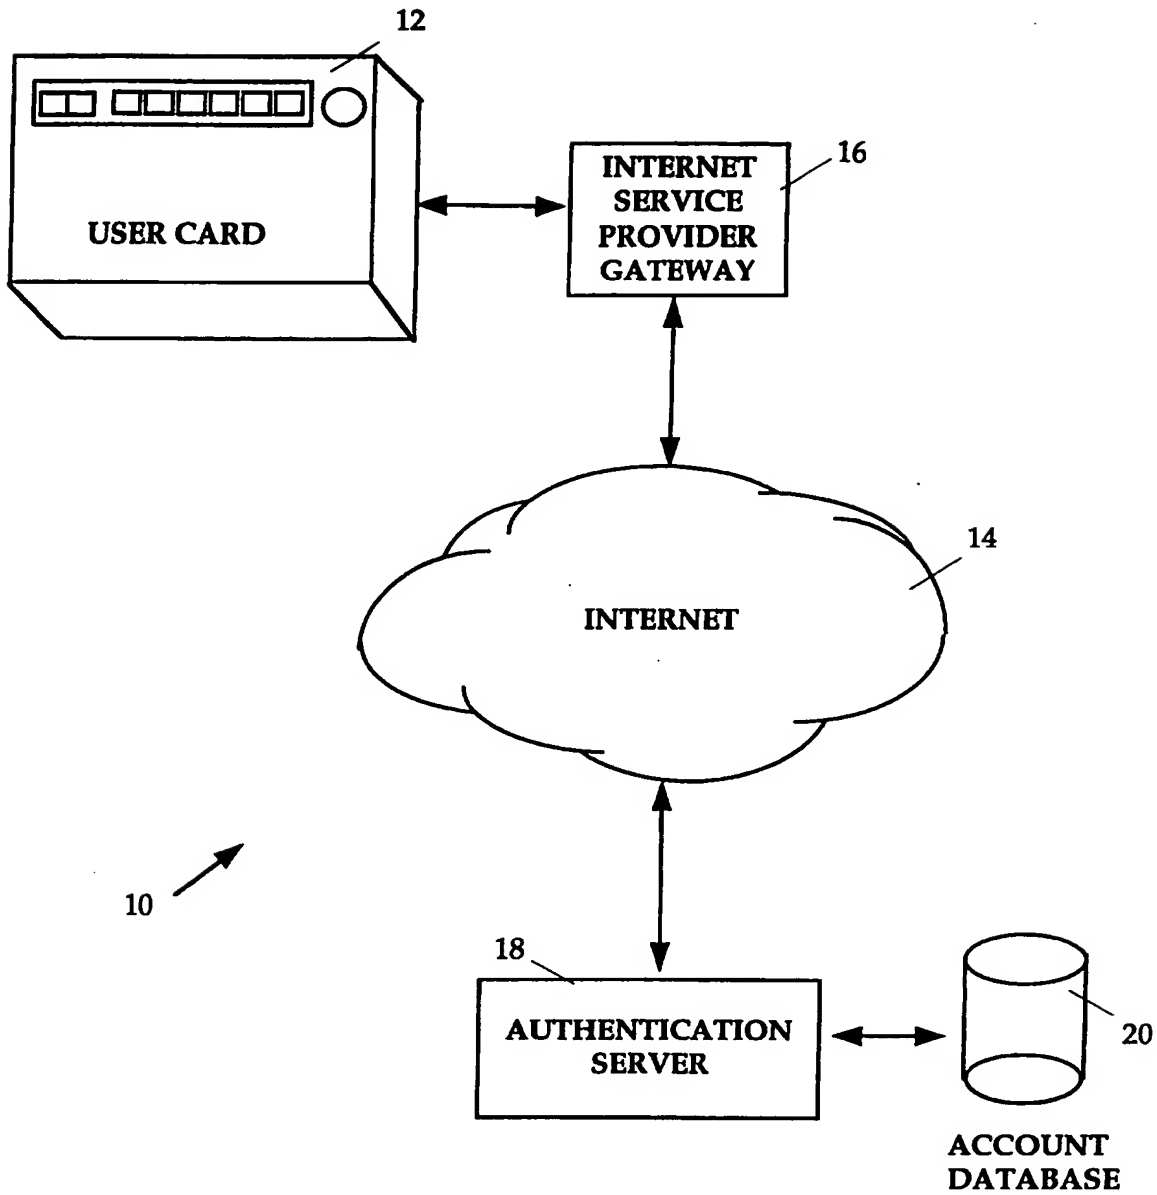 12
USER CARD
INTERNET
SERVICE
PROVIDER
GATEWAY
16
14
INTERNET
10
18
AUTHENTICATION
SERVER
20
ACCOUNT
DATABASE